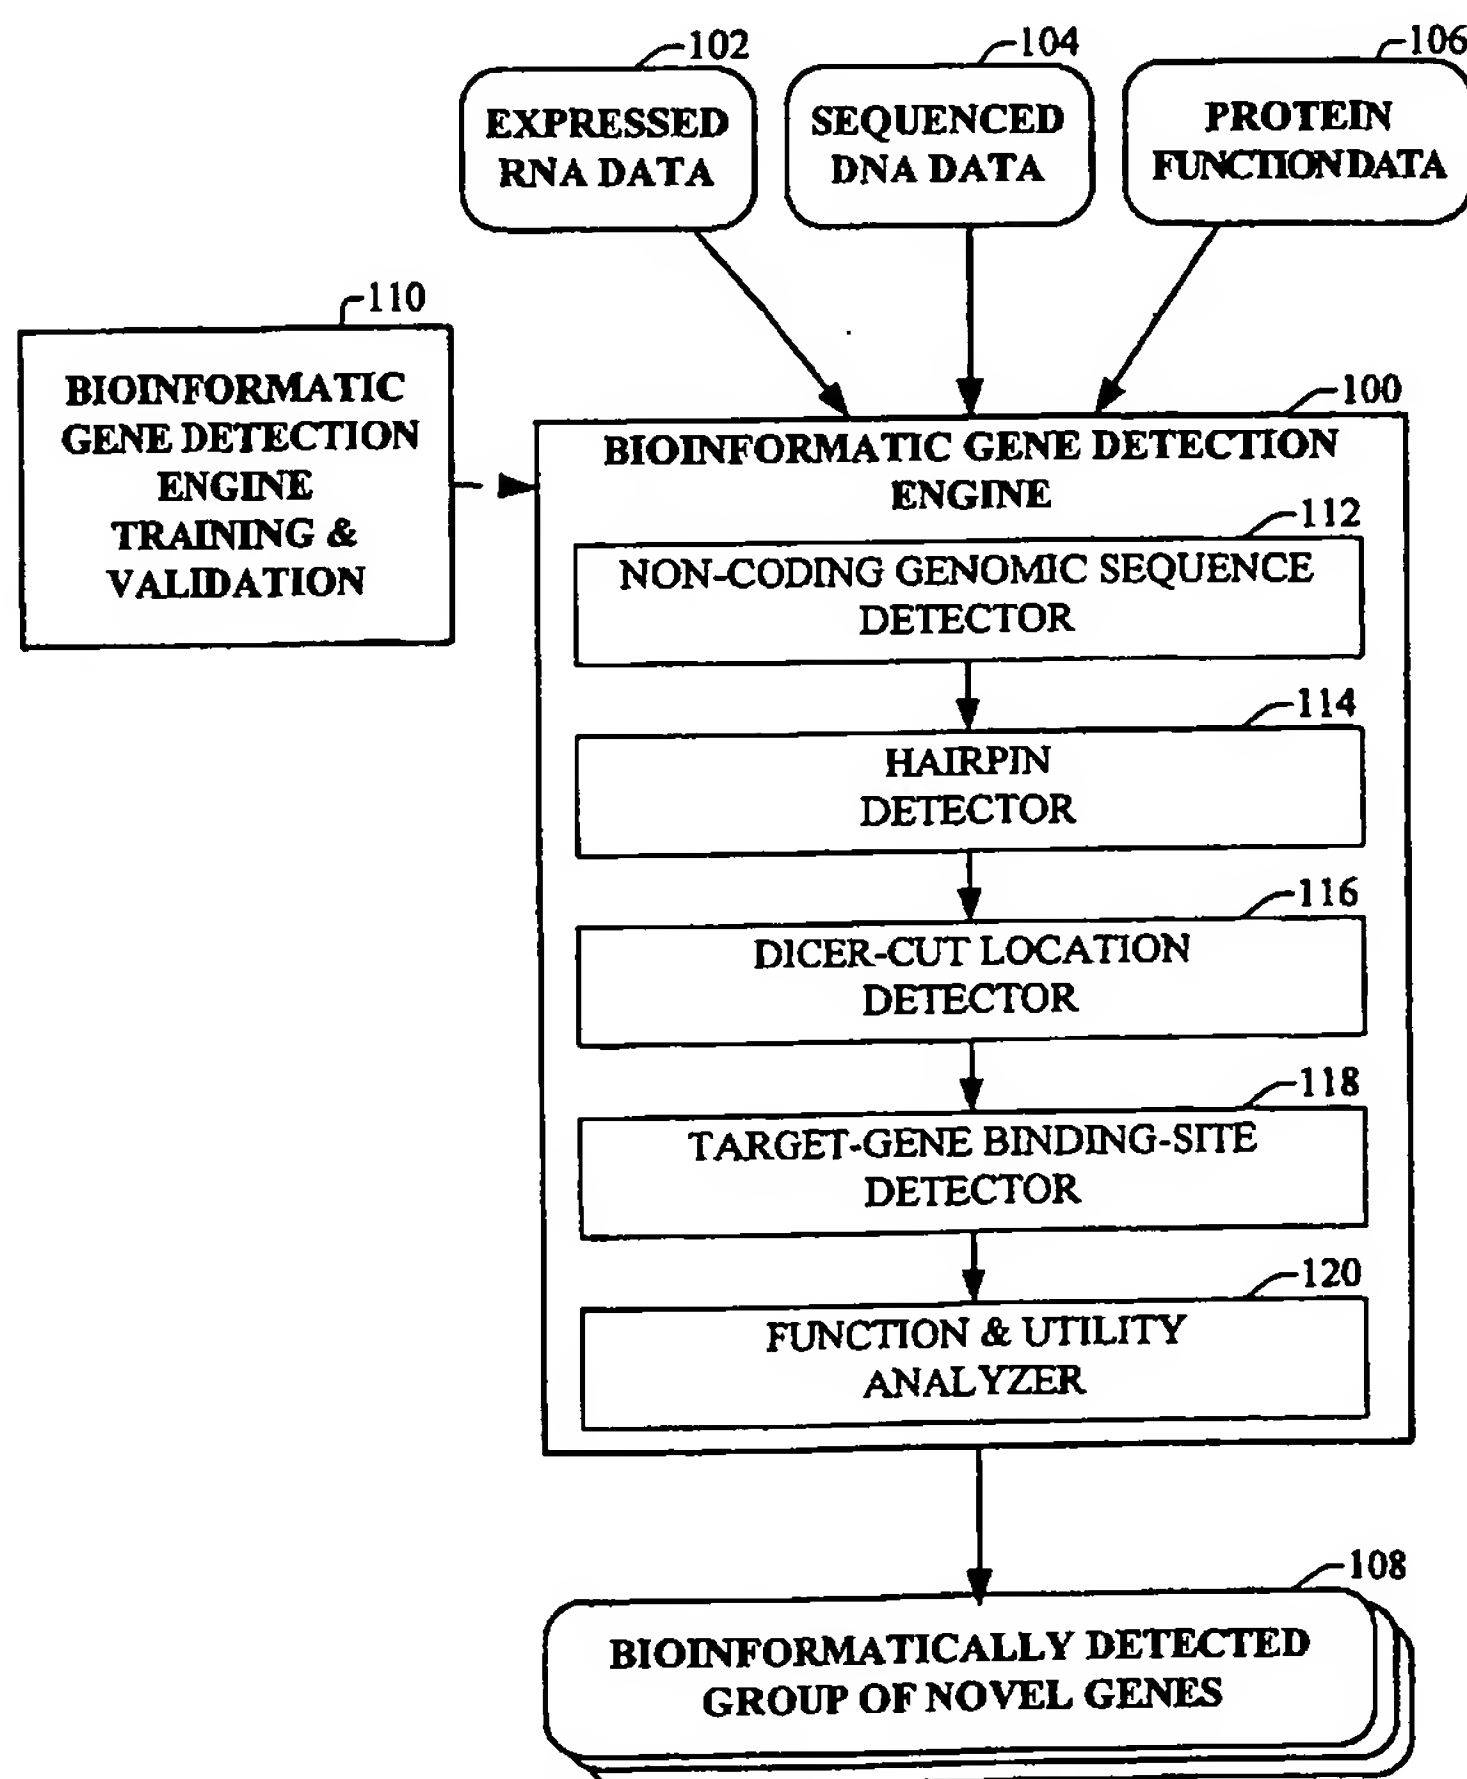 102
104
106
EXPRESSED
RNA DATA
SEQUENCED
DNA DATA
PROTEIN
FUNCTION DATA
110
BIOINFORMATIC
GENE DETECTION
ENGINE
TRAINING &
VALIDATION
100
BIOINFORMATIC GENE DETECTION
ENGINE
112
NON-CODING GENOMIC SEQUENCE
DETECTOR
114
HAIRPIN
DETECTOR
116
DICER-CUT LOCATION
DETECTOR
118
TARGET-GENE BINDING-SITE
DETECTOR
120
FUNCTION & UTILITY
ANALYZER
108
BIOINFORMATICALLY DETECTED
GROUP OF NOVEL GENES